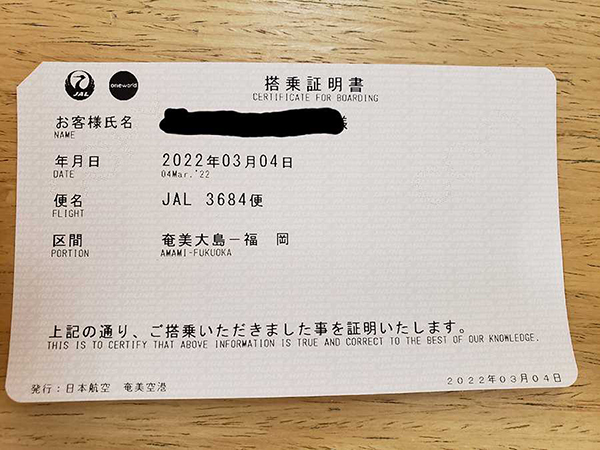 JAL
oneworld
搭乗証明書
CERTIFICATE FOR BOARDING
お客様氏名 様
NAME
年月日 2022年03月04日
DATE 04Mar.'22
便名 JAL 3684便
FLIGHT
区間 奄美大島－福　岡
PORTION AMAMI-FUKUOKA
上記の通り、ご搭乗いただきました事を証明いたします。
THIS IS TO CERTIFY THAT ABOVE INFORMATION IS TRUE AND CORRECT TO THE BEST OF OUR KNOWLEDGE.
発行：日本航空　奄美空港 2022年03月04日